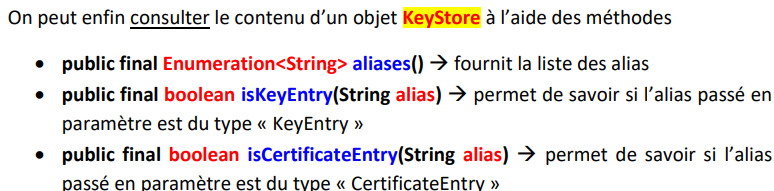 On peut enfin consulter le contenu d'un objet KeyStore à l'aide des méthodes
• public final Enumeration<String> aliases() → fournit la liste des alias
• public final boolean isKeyEntry(String alias) → permet de savoir si l'alias passé en
paramètre est du type « KeyEntry »
• public final boolean isCertificateEntry(String alias) → permet de savoir si l'alias
passé en paramètre est du type « CertificateEntry »